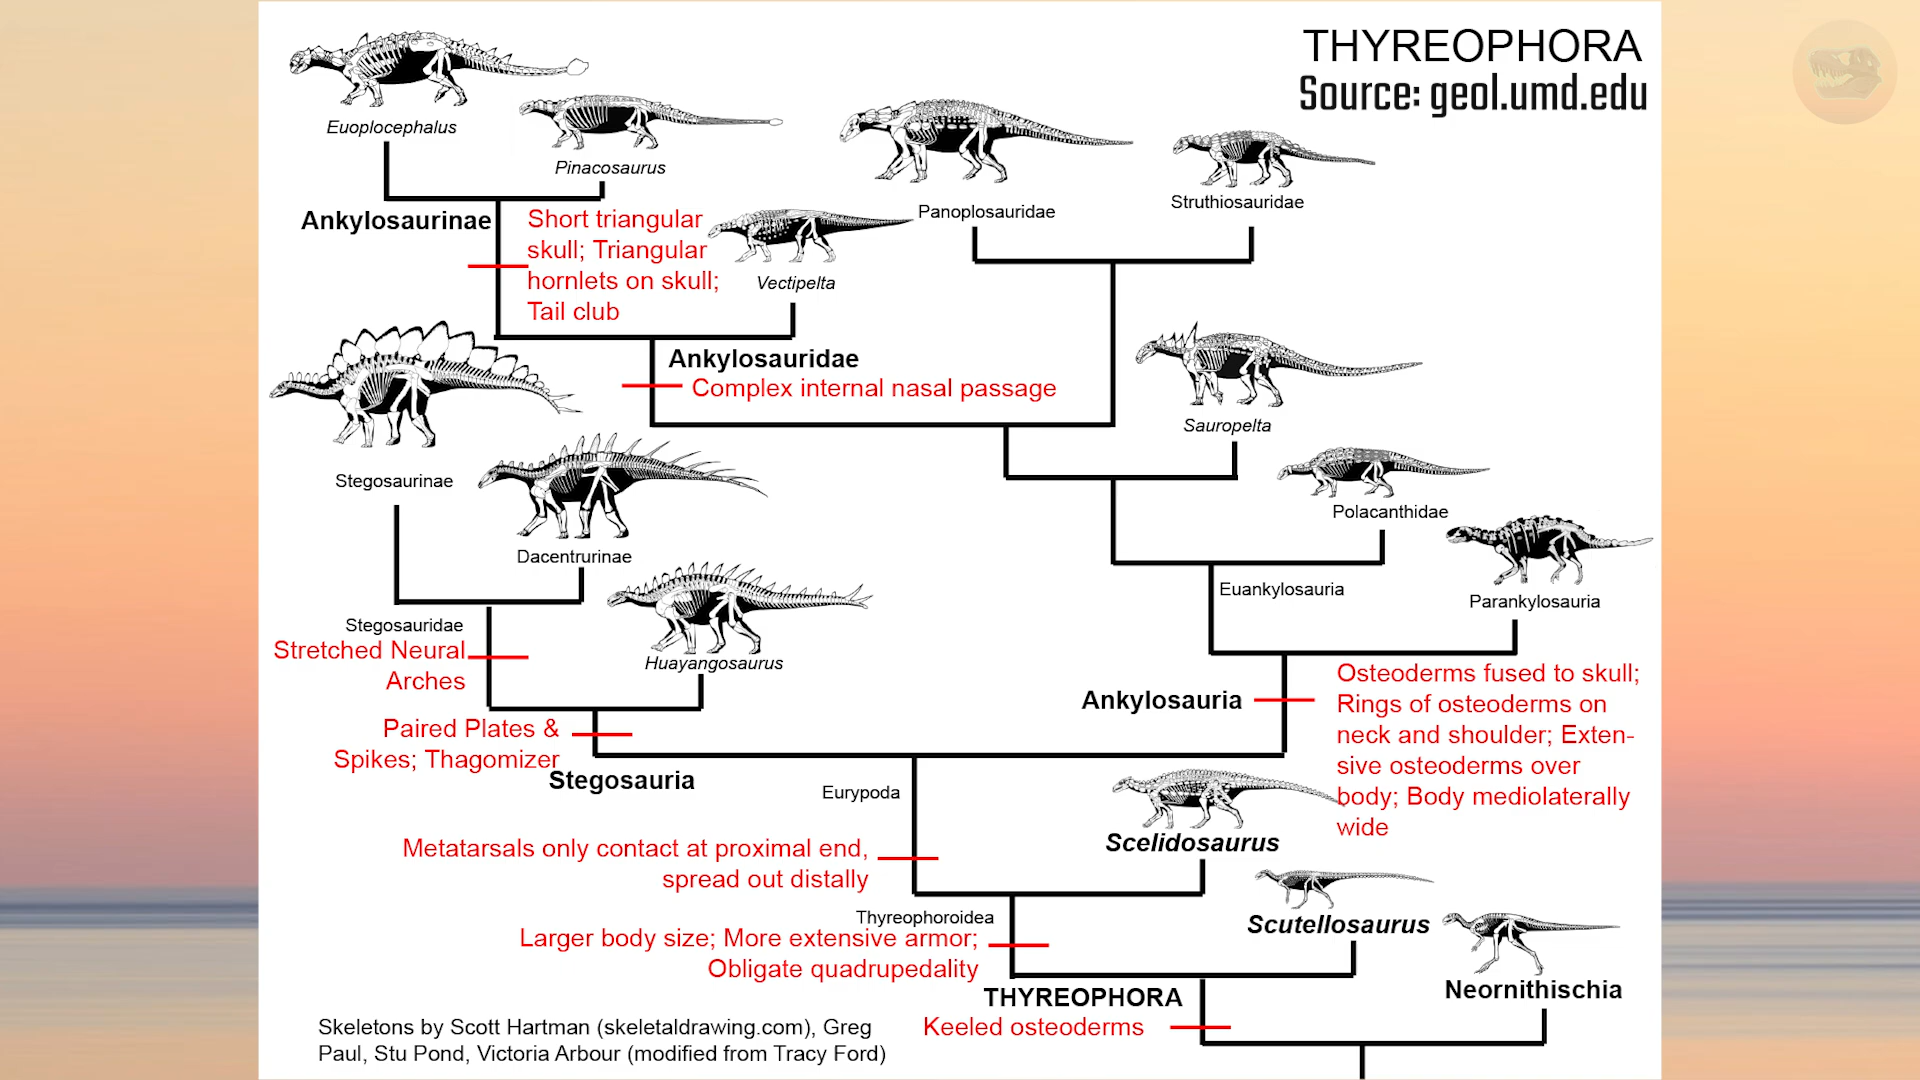 THYREOPHORA
Source: geol.umd.edu
Euoplocephalus
Pinacosaurus
Panoplosauridae
Struthiosauridae
Ankylosaurinae
Short triangular
skull; Triangular
hornlets on skull;
Tail club
Vectipelta
Ankylosauridae
Complex internal nasal passage
Sauropelta
Stegosaurinae
Polacanthidae
Dacentrurinae
Euankylosauria
Parankylosauria
Stegosauridae
Stretched Neural
Arches
Huayangosaurus
Paired Plates &
Spikes; Thagomizer
Stegosauria
Ankylosauria
Osteoderms fused to skull;
Rings of osteoderms on
neck and shoulder; Exten-
sive osteoderms over
body; Body mediolaterally
wide
Eurypoda
Metatarsals only contact at proximal end,
spread out distally
Scelidosaurus
Thyreophoroidea
Larger body size; More extensive armor;
Obligate quadrupedality
Scutellosaurus
Neornithischia
THYREOPHORA
Keeled osteoderms
Skeletons by Scott Hartman (skeletaldrawing.com), Greg
Paul, Stu Pond, Victoria Arbour (modified from Tracy Ford)